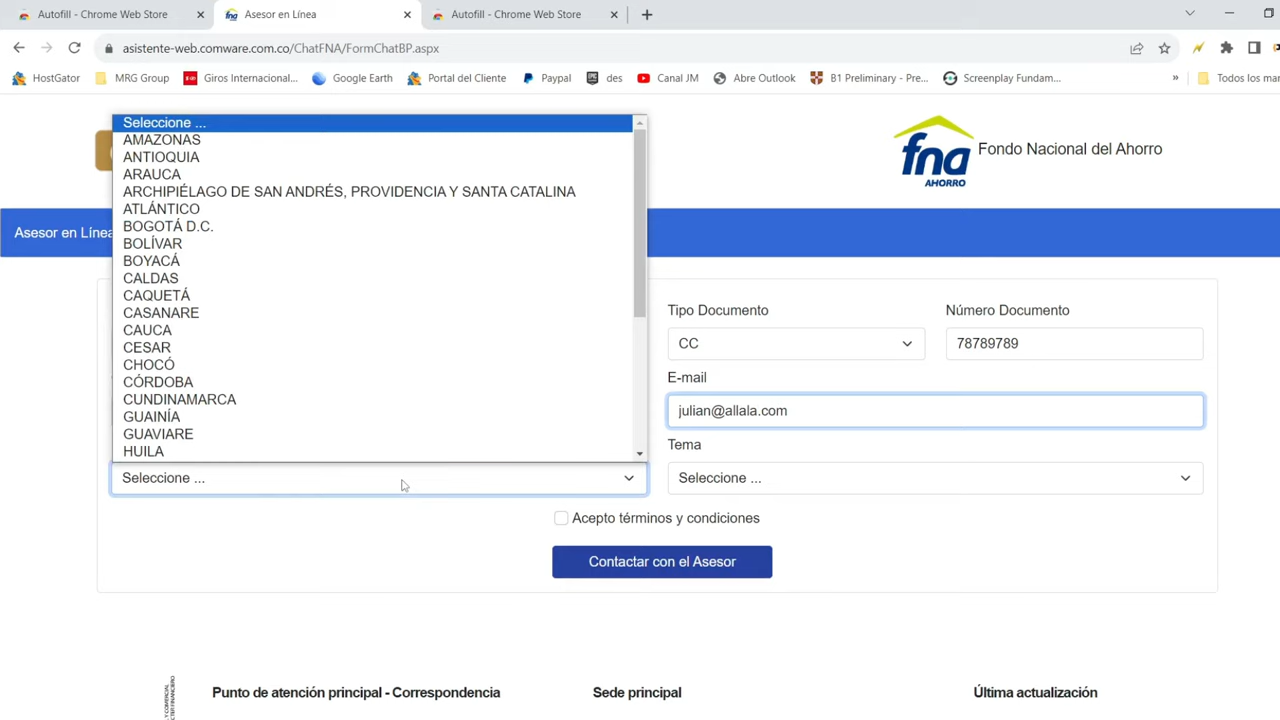 Autofill - Chrome Web Store
Asesor en Línea
Autofill - Chrome Web Store
asistente-web.comware.com.co/ChatFNA/FormChatBP.aspx
HostGator
MRG Group
Giros Internacional...
Google Earth
Portal del Cliente
Paypal
des
Canal JM
Abre Outlook
B1 Preliminary - Pre...
Screenplay Fundam...
»
Todos los mar
fna
AHORRO
Fondo Nacional del Ahorro
Asesor en Línea
Seleccione ...
AMAZONAS
ANTIOQUIA
ARAUCA
ARCHIPIÉLAGO DE SAN ANDRÉS, PROVIDENCIA Y SANTA CATALINA
ATLÁNTICO
BOGOTÁ D.C.
BOLÍVAR
BOYACÁ
CALDAS
CAQUETÁ
CASANARE
CAUCA
CESAR
CHOCÓ
CÓRDOBA
CUNDINAMARCA
GUAINÍA
GUAVIARE
HUILA
Seleccione ...
Tipo Documento
CC
Número Documento
78789789
E-mail
julian@allala.com
Tema
Seleccione ...
Acepto términos y condiciones
Contactar con el Asesor
Punto de atención principal - Correspondencia
Sede principal
Última actualización